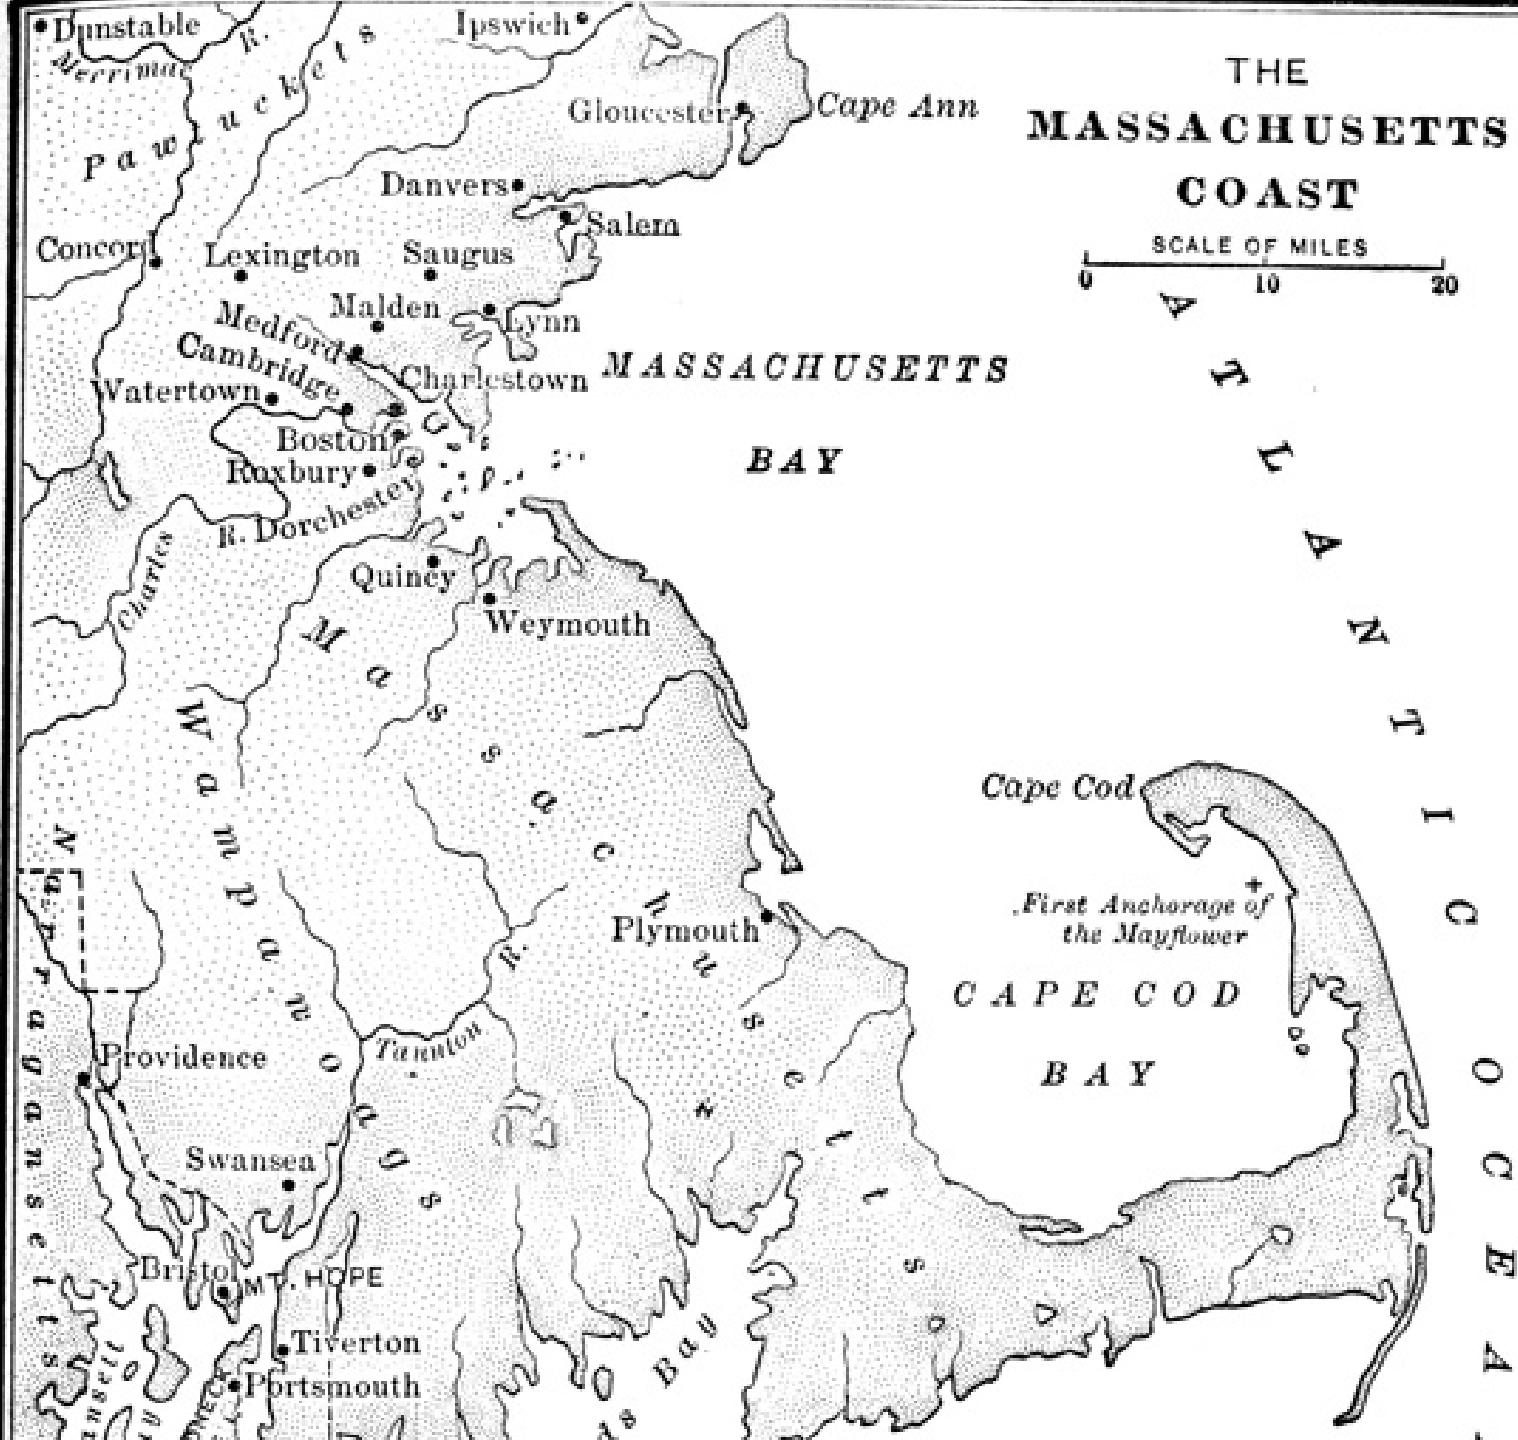 THE
MASSACHUSETTS
COAST
SCALE OF MILES
0 10 20
Dunstable
Merrimac R.
Pawtuckets
Ipswich
Gloucester
Cape Ann
Danvers
Salem
Concord
Lexington
Saugus
Malden
Lynn
Medford
Cambridge
Charlestown
Watertown
Boston
Roxbury
Dorchester
Charles R.
Quincy
Weymouth
MASSACHUSETTS
BAY
ATLANTIC OCEA
Massachusetts
Wampanoags
Narragansetts
Cape Cod
First Anchorage of
the Mayflower
CAPE COD
BAY
Plymouth
Taunton R.
Providence
Swansea
Bristol
MT. HOPE
Tiverton
Portsmouth
ds Bay